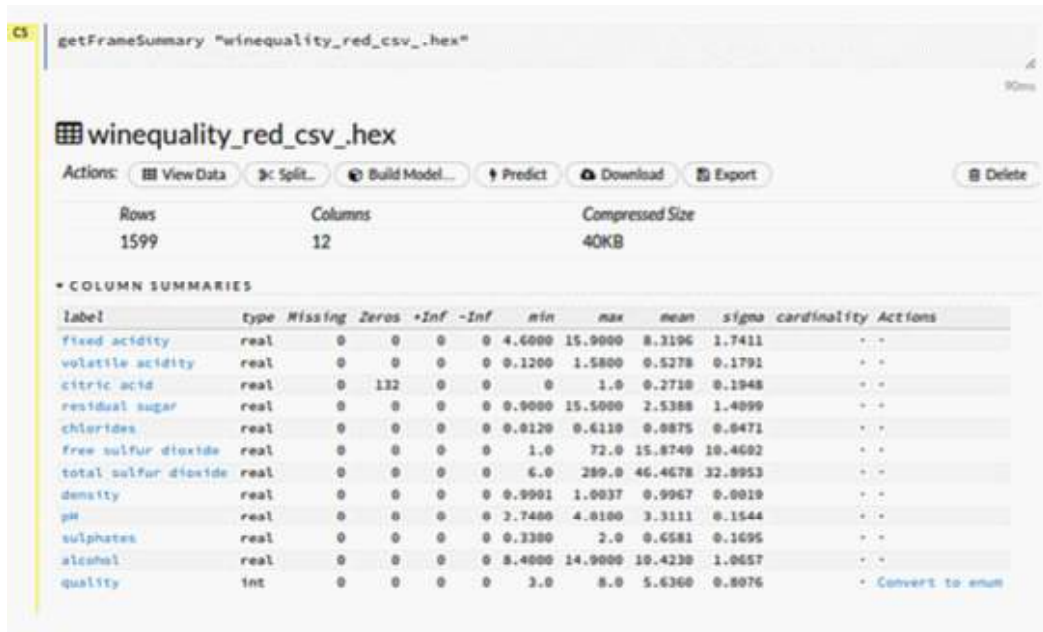 CS
getFrameSummary "winequality_red_csv_.hex"
90ms
winequality_red_csv_.hex
Actions: View Data Split... Build Model... Predict Download Export Delete
Rows Columns Compressed Size
1599 12 40KB
COLUMN SUMMARIES
label type Missing Zeros +Inf -Inf min max mean sigma cardinality Actions
fixed acidity real 0 0 0 0 4.6000 15.9000 8.3196 1.7411 · ·
volatile acidity real 0 0 0 0 0.1200 1.5800 0.5278 0.1791 · ·
citric acid real 0 132 0 0 0 1.0 0.2710 0.1948 · ·
residual sugar real 0 0 0 0 0.9000 15.5000 2.5388 1.4099 · ·
chlorides real 0 0 0 0 0.0120 0.6110 0.0875 0.0471 · ·
free sulfur dioxide real 0 0 0 0 1.0 72.0 15.8749 10.4602 · ·
total sulfur dioxide real 0 0 0 0 6.0 289.0 46.4678 32.8953 · ·
density real 0 0 0 0 0.9901 1.0037 0.9967 0.0019 · ·
pH real 0 0 0 0 2.7400 4.0100 3.3111 0.1544 · ·
sulphates real 0 0 0 0 0.3300 2.0 0.6581 0.1695 · ·
alcohol real 0 0 0 0 8.4000 14.9000 10.4230 1.0657 · ·
quality int 0 0 0 0 3.0 8.0 5.6360 0.8076 · Convert to enum